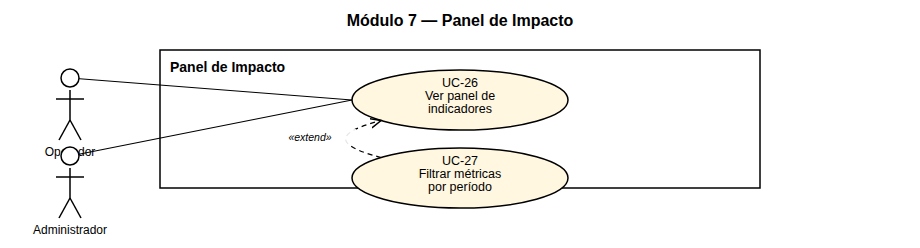 Módulo 7 — Panel de Impacto
Panel de Impacto
UC-26
Ver panel de
indicadores
«extend»
UC-27
Filtrar métricas
por período
Administrador